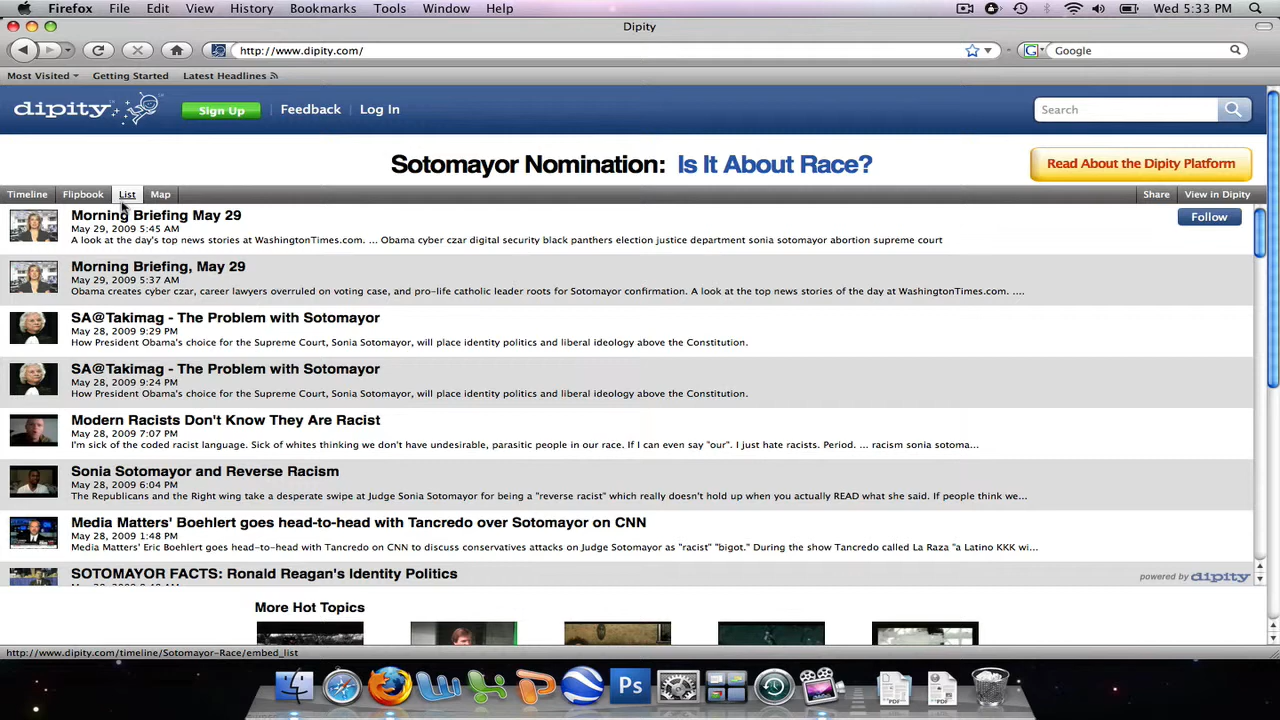 Firefox File Edit View History Bookmarks Tools Window Help Wed 5:33 PM
Dipity
http://www.dipity.com/ Google
Most Visited Getting Started Latest Headlines
dipity Sign Up Feedback Log In Search
Sotomayor Nomination: Is It About Race? Read About the Dipity Platform
Timeline Flipbook List Map Share View in Dipity
Morning Briefing May 29 Follow
May 29, 2009 5:45 AM
A look at the day's top news stories at WashingtonTimes.com. ... Obama cyber czar digital security black panthers election justice department sonia sotomayor abortion supreme court
Morning Briefing, May 29
May 29, 2009 5:37 AM
Obama creates cyber czar, career lawyers overruled on voting case, and pro-life catholic leader roots for Sotomayor confirmation. A look at the top news stories of the day at WashingtonTimes.com. ....
SA@Takimag - The Problem with Sotomayor
May 28, 2009 9:29 PM
How President Obama's choice for the Supreme Court, Sonia Sotomayor, will place identity politics and liberal ideology above the Constitution.
SA@Takimag - The Problem with Sotomayor
May 28, 2009 9:24 PM
How President Obama's choice for the Supreme Court, Sonia Sotomayor, will place identity politics and liberal ideology above the Constitution.
Modern Racists Don't Know They Are Racist
May 28, 2009 7:07 PM
I'm sick of the coded racist language. Sick of whites thinking we don't have undesirable, parasitic people in our race. If I can even say "our". I just hate racists. Period. ... racism sonia sotoma...
Sonia Sotomayor and Reverse Racism
May 28, 2009 6:04 PM
The Republicans and the Right wing take a desperate swipe at Judge Sonia Sotomayor for being a "reverse racist" which really doesn't hold up when you actually READ what she said. If people think we...
Media Matters' Boehlert goes head-to-head with Tancredo over Sotomayor on CNN
May 28, 2009 1:48 PM
Media Matters' Eric Boehlert goes head-to-head with Tancredo on CNN to discuss conservatives attacks on Judge Sotomayor as "racist" "bigot." During the show Tancredo called La Raza "a Latino KKK wi...
SOTOMAYOR FACTS: Ronald Reagan's Identity Politics
powered by dipity
More Hot Topics
http://www.dipity.com/timeline/Sotomayor-Race/embed_list
Ps
PDF PDF